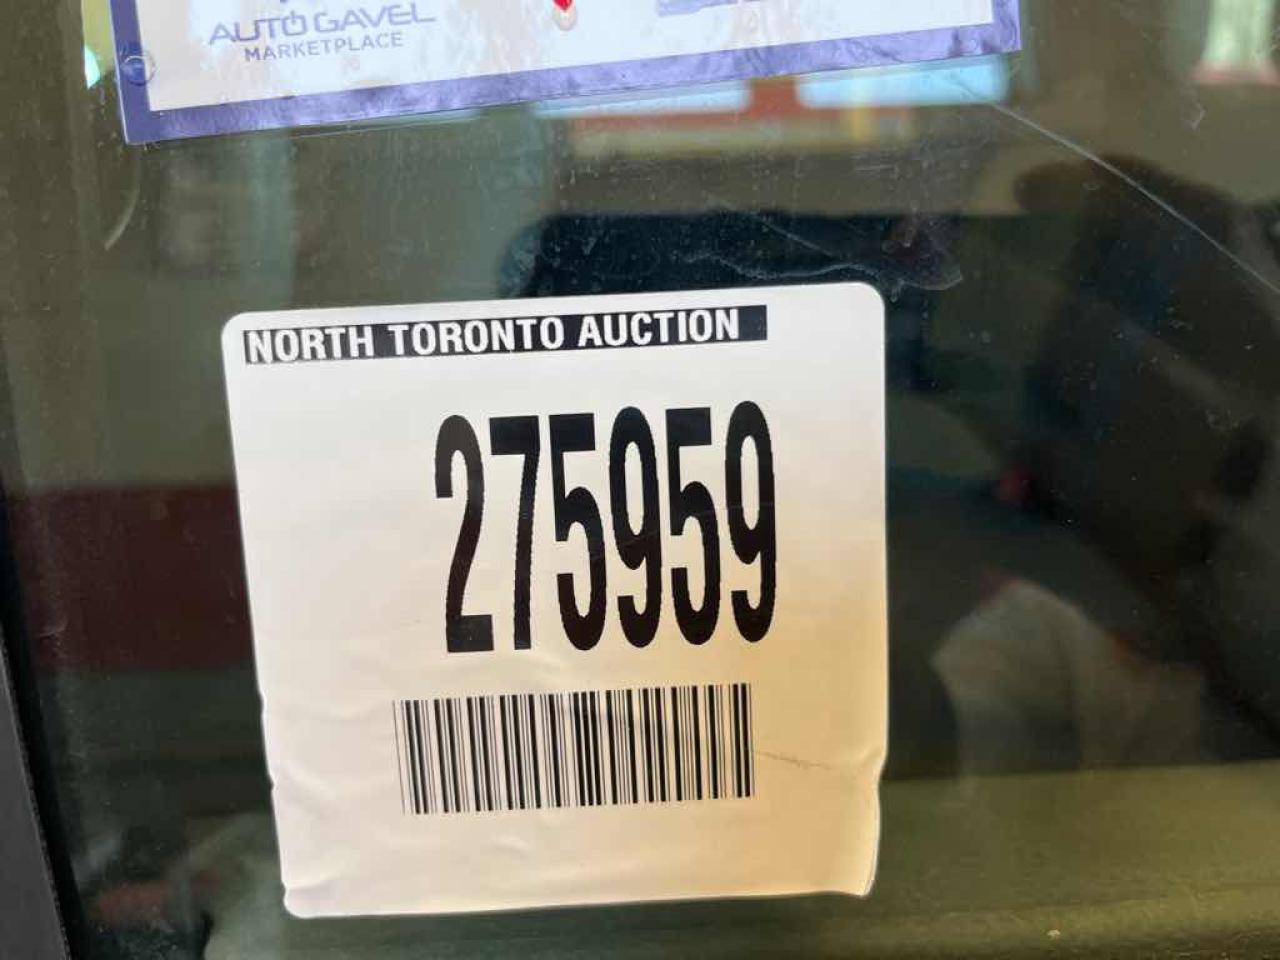 AUTO GAVEL
MARKETPLACE
NORTH TORONTO AUCTION
275959